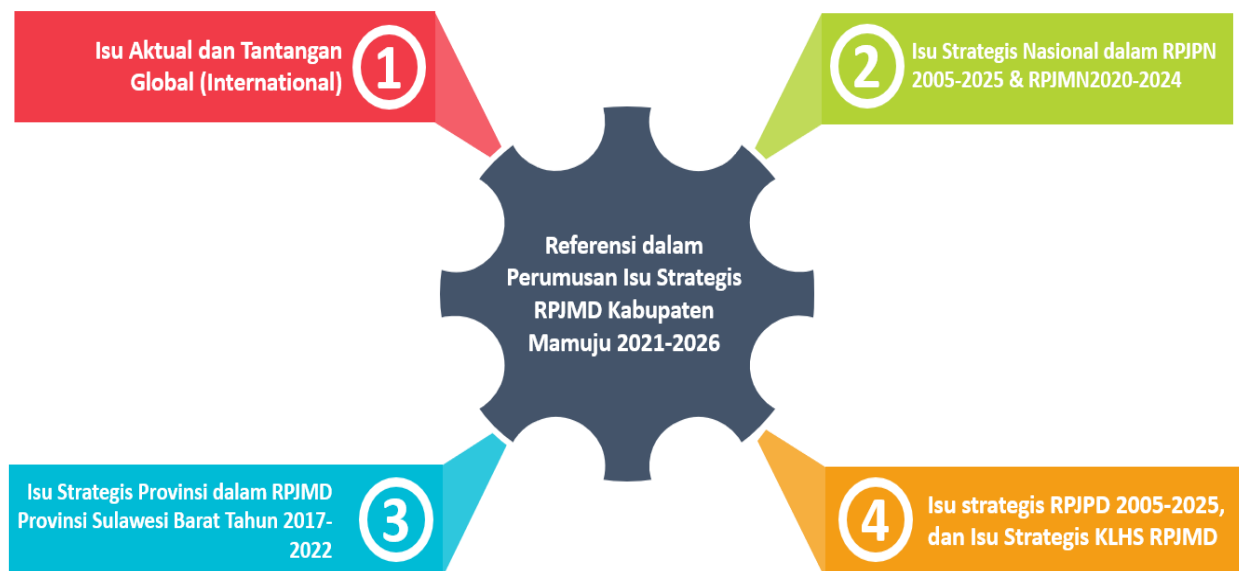 Isu Aktual dan Tantangan
Global (International)
1
2
Isu Strategis Nasional dalam RPJPN
2005-2025 & RPJMN2020-2024
Referensi dalam
Perumusan Isu Strategis
RPJMD Kabupaten
Mamuju 2021-2026
Isu Strategis Provinsi dalam RPJMD
Provinsi Sulawesi Barat Tahun 2017-
2022
3
4
Isu strategis RPJPD 2005-2025,
dan Isu Strategis KLHS RPJMD